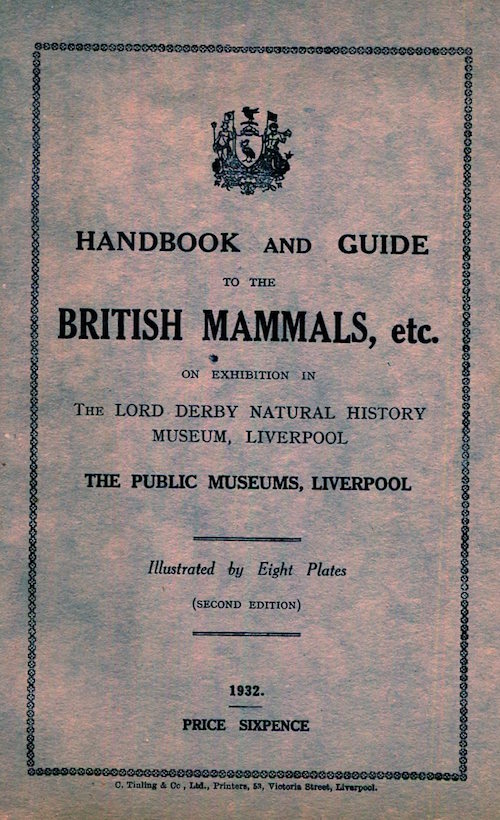 HANDBOOK AND GUIDE
TO THE
BRITISH MAMMALS, etc.
ON EXHIBITION IN
THE LORD DERBY NATURAL HISTORY
MUSEUM, LIVERPOOL
THE PUBLIC MUSEUMS, LIVERPOOL
Illustrated by Eight Plates
(SECOND EDITION)
1932.
PRICE SIXPENCE
C. Tinling & Co, Ltd., Printers, 53, Victoria Street, Liverpool.